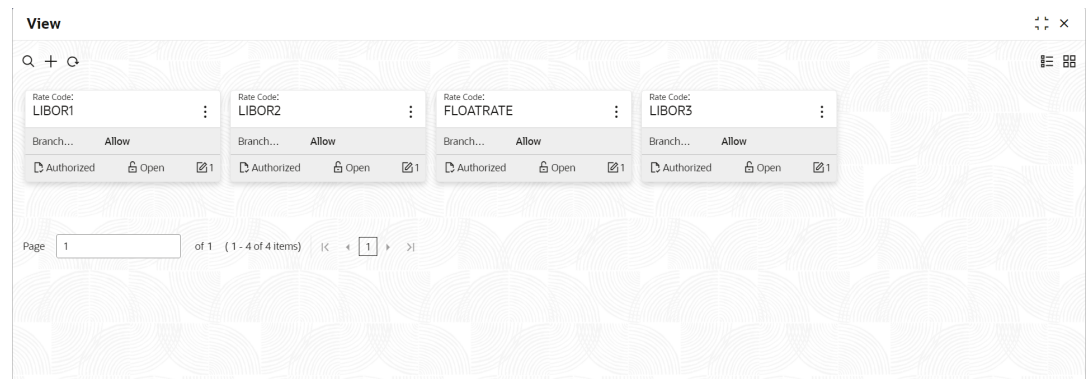 View
Rate Code: Rate Code: Rate Code: Rate Code:
LIBOR1 LIBOR2 FLOATRATE LIBOR3
Branch... Allow Branch... Allow Branch... Allow Branch... Allow
Authorized Open 1 Authorized Open 1 Authorized Open 1 Authorized Open 1
Page 1 of 1 (1 - 4 of 4 items) 1